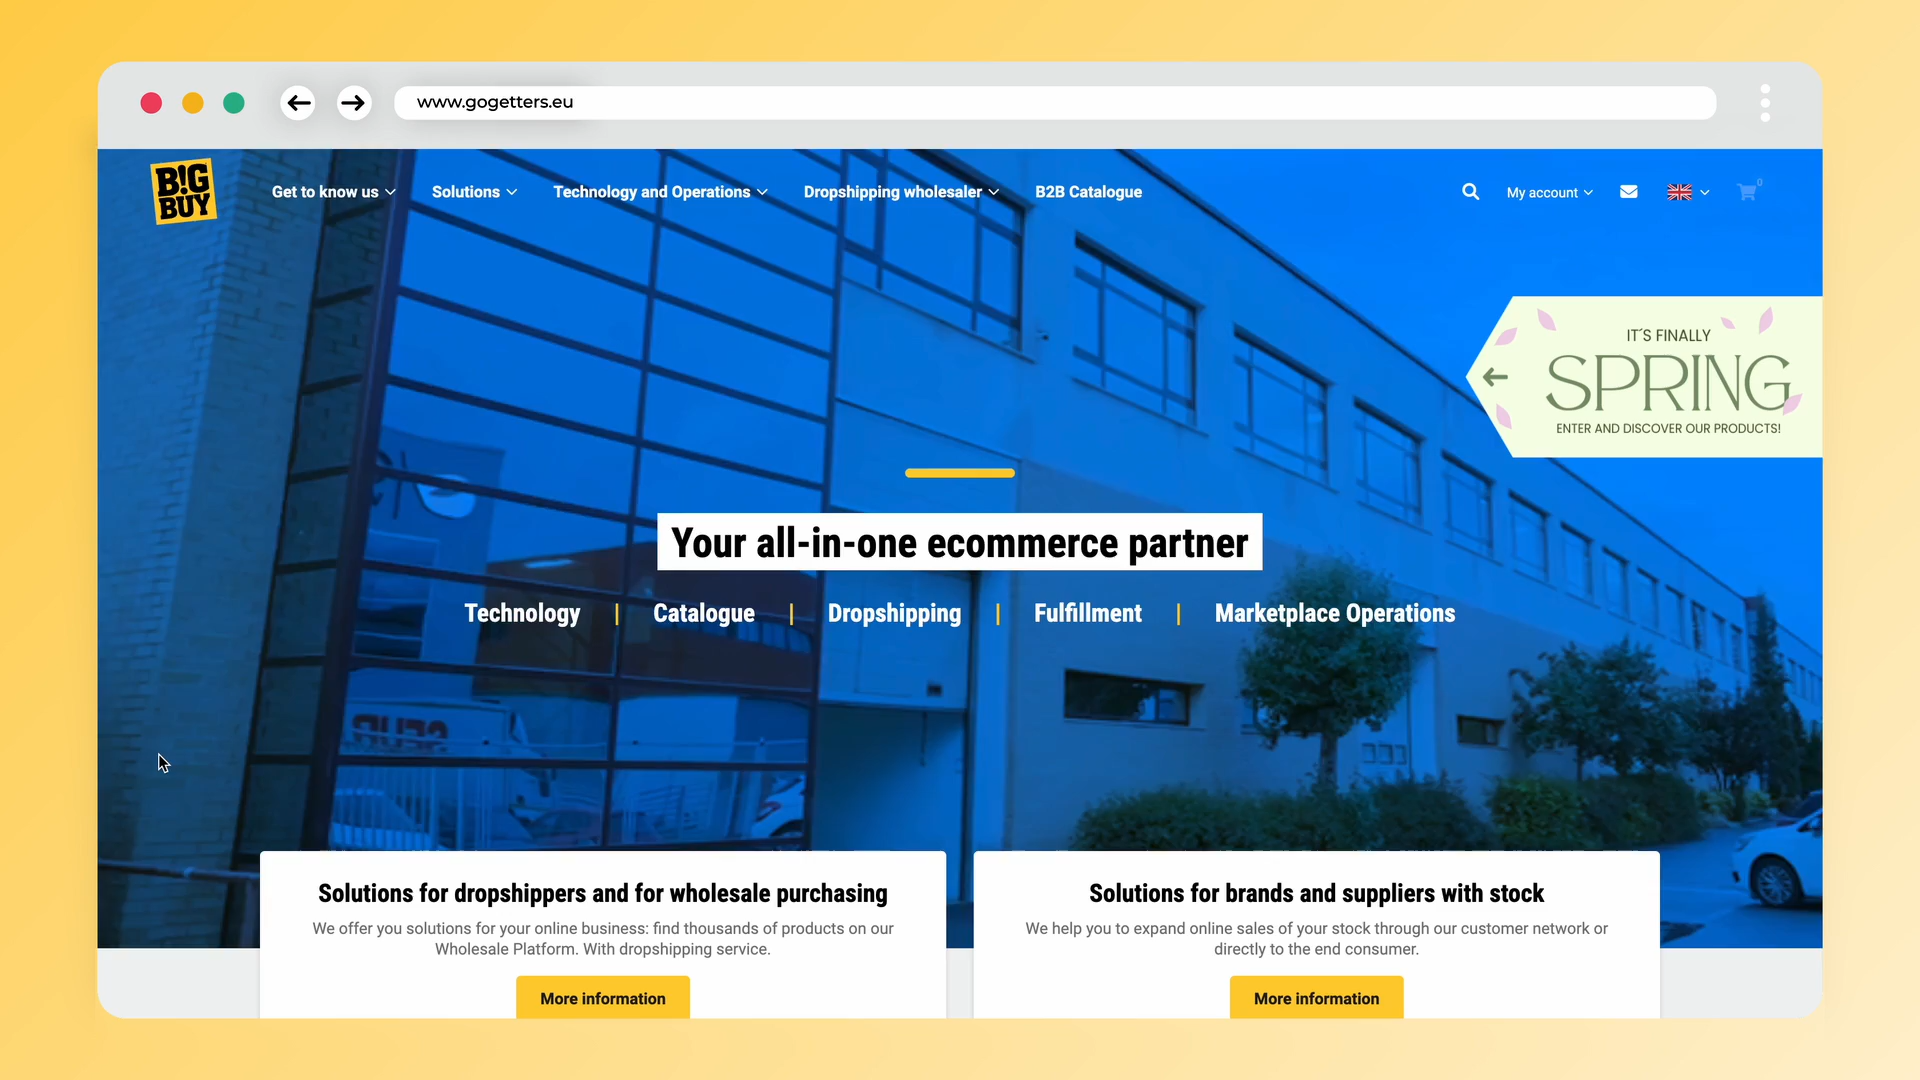 www.gogetters.eu
B!G
BUY
Get to know us
Solutions
Technology and Operations
Dropshipping wholesaler
B2B Catalogue
My account
0
IT´S FINALLY
SPRING
ENTER AND DISCOVER OUR PRODUCTS!
Your all-in-one ecommerce partner
Technology | Catalogue | Dropshipping | Fulfillment | Marketplace Operations
SEUR
Solutions for dropshippers and for wholesale purchasing
We offer you solutions for your online business: find thousands of products on our
Wholesale Platform. With dropshipping service.
More information
Solutions for brands and suppliers with stock
We help you to expand online sales of your stock through our customer network or
directly to the end consumer.
More information